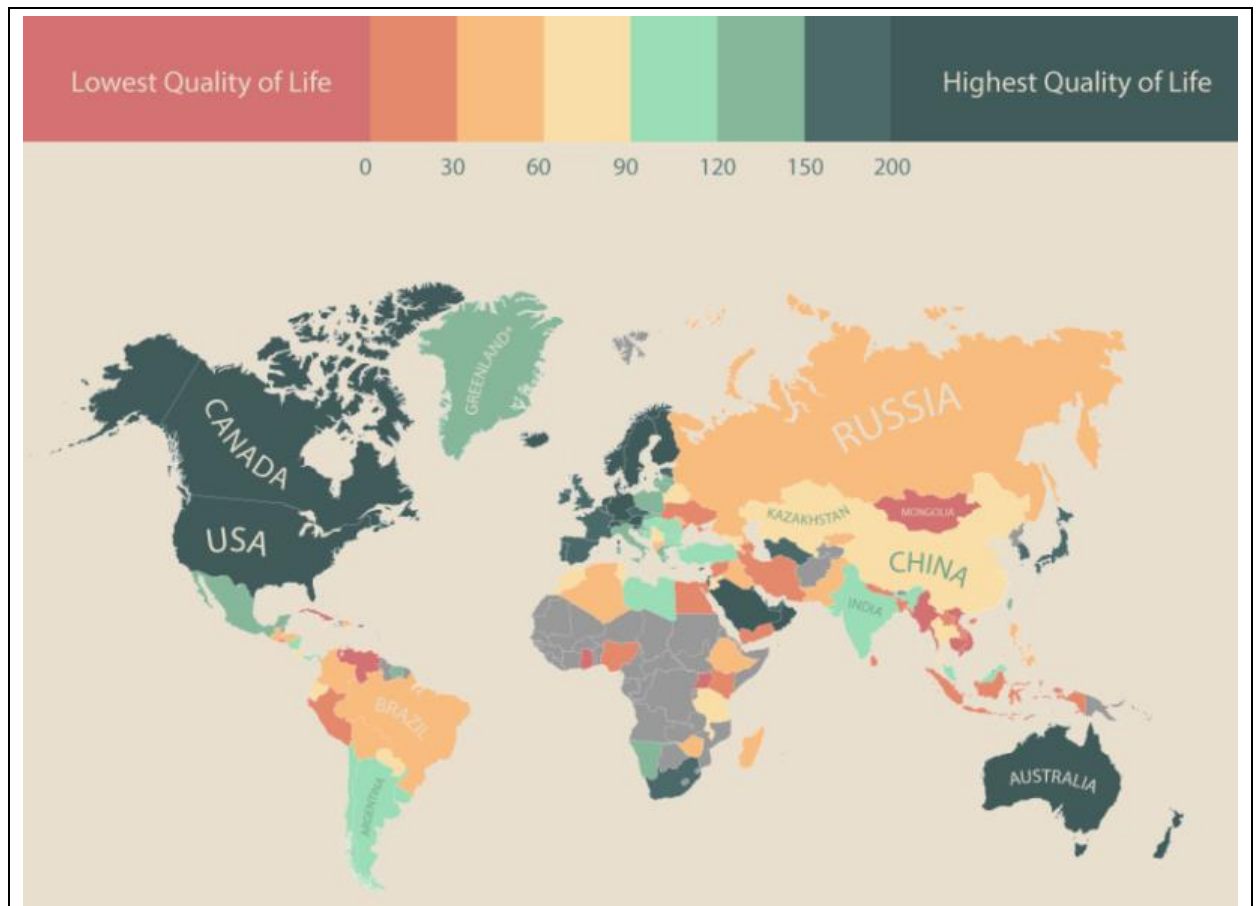 Lowest Quality of Life
Highest Quality of Life
0 30 60 90 120 150 200
GREENLAND*
CANADA
RUSSIA
USA
KAZAKHSTAN
MONGOLIA
CHINA
INDIA
BRAZIL
AUSTRALIA
ARGENTINA